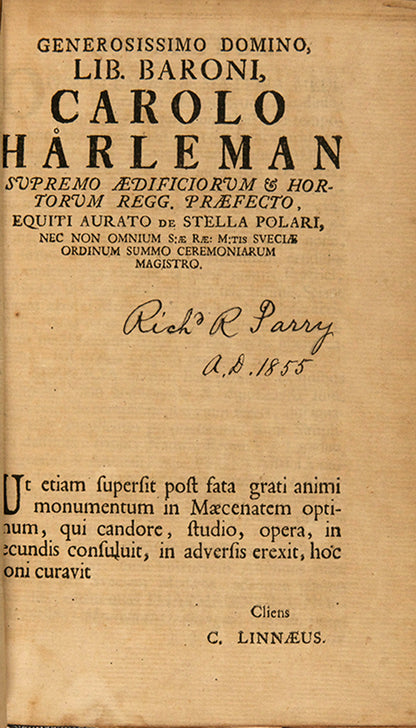 GENEROSISSIMO DOMINO,
LIB. BARONI,
CAROLO
HÅRLEMAN
SVPREMO ÆDIFICIORVM & HOR-
TORVM REGG. PRÆFECTO,
EQUITI AURATO DE STELLA POLARI,
NEC NON OMNIUM S:Æ RÆ: M:TIS SVECIÆ
ORDINUM SUMMO CEREMONIARUM
MAGISTRO.
Richd R Parry
A.D. 1855
Ut etiam ſuperſit poſt fata grati animi
monumentum in Mæcenatem opti-
num, qui candore, ſtudio, opera, in
ecundis conſuluit, in adverſis erexit, hoc
oni curavit
Cliens
C. LINNÆUS.